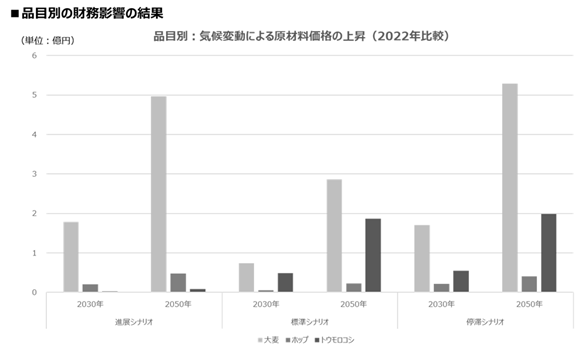 ■品目別の財務影響の結果
（単位：億円）
品目別：気候変動による原材料価格の上昇（2022年比較）
6
5
4
3
2
1
0
2030年 2050年 2030年 2050年 2030年 2050年
進展シナリオ 標準シナリオ 停滞シナリオ
大麦 ホップ トウモロコシ